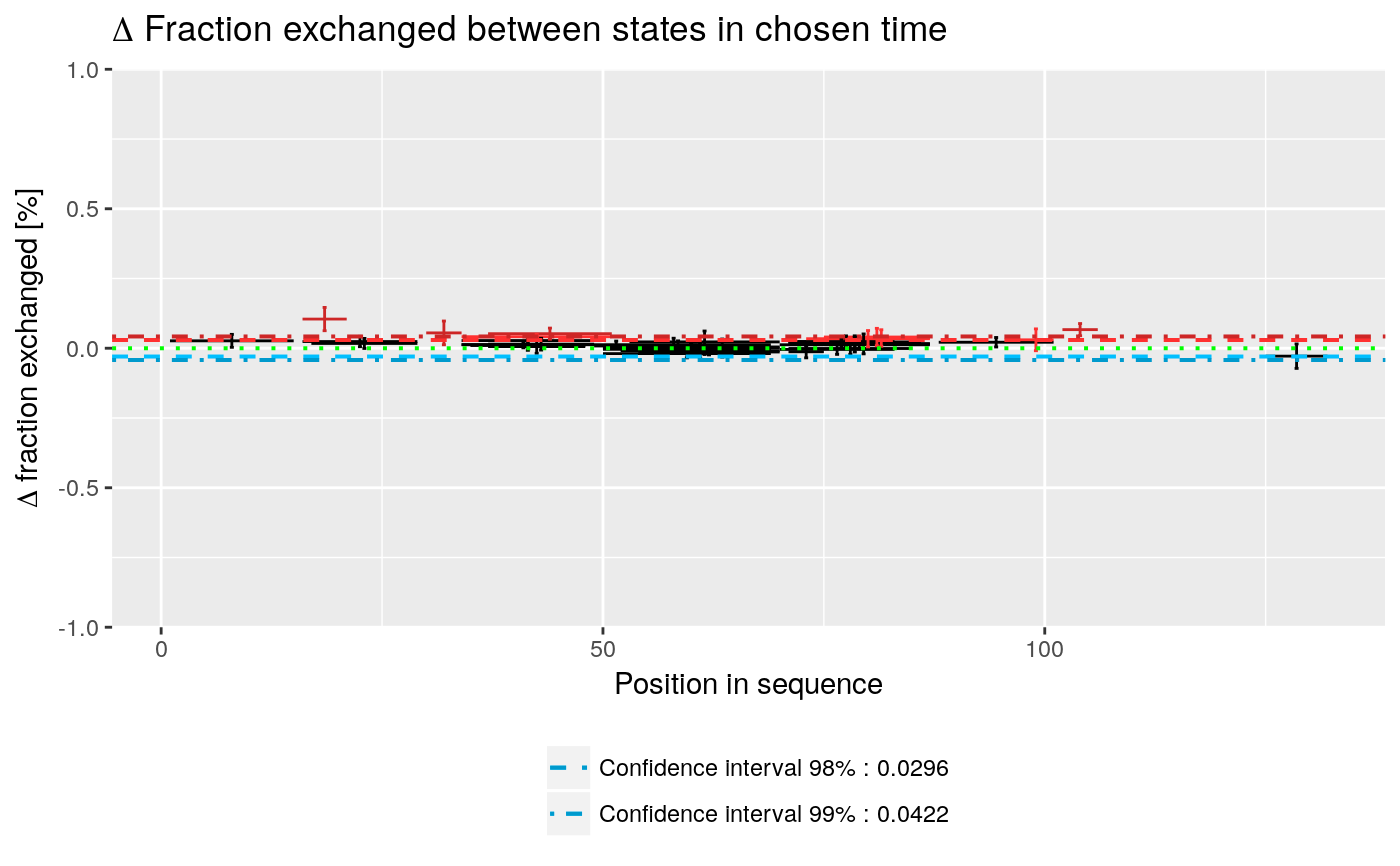 Δ Fraction exchanged between states in chosen time
1.0
0.5
0.0
-0.5
-1.0
Δ fraction exchanged [%]
0
50
100
Position in sequence
Confidence interval 98% : 0.0296
Confidence interval 99% : 0.0422